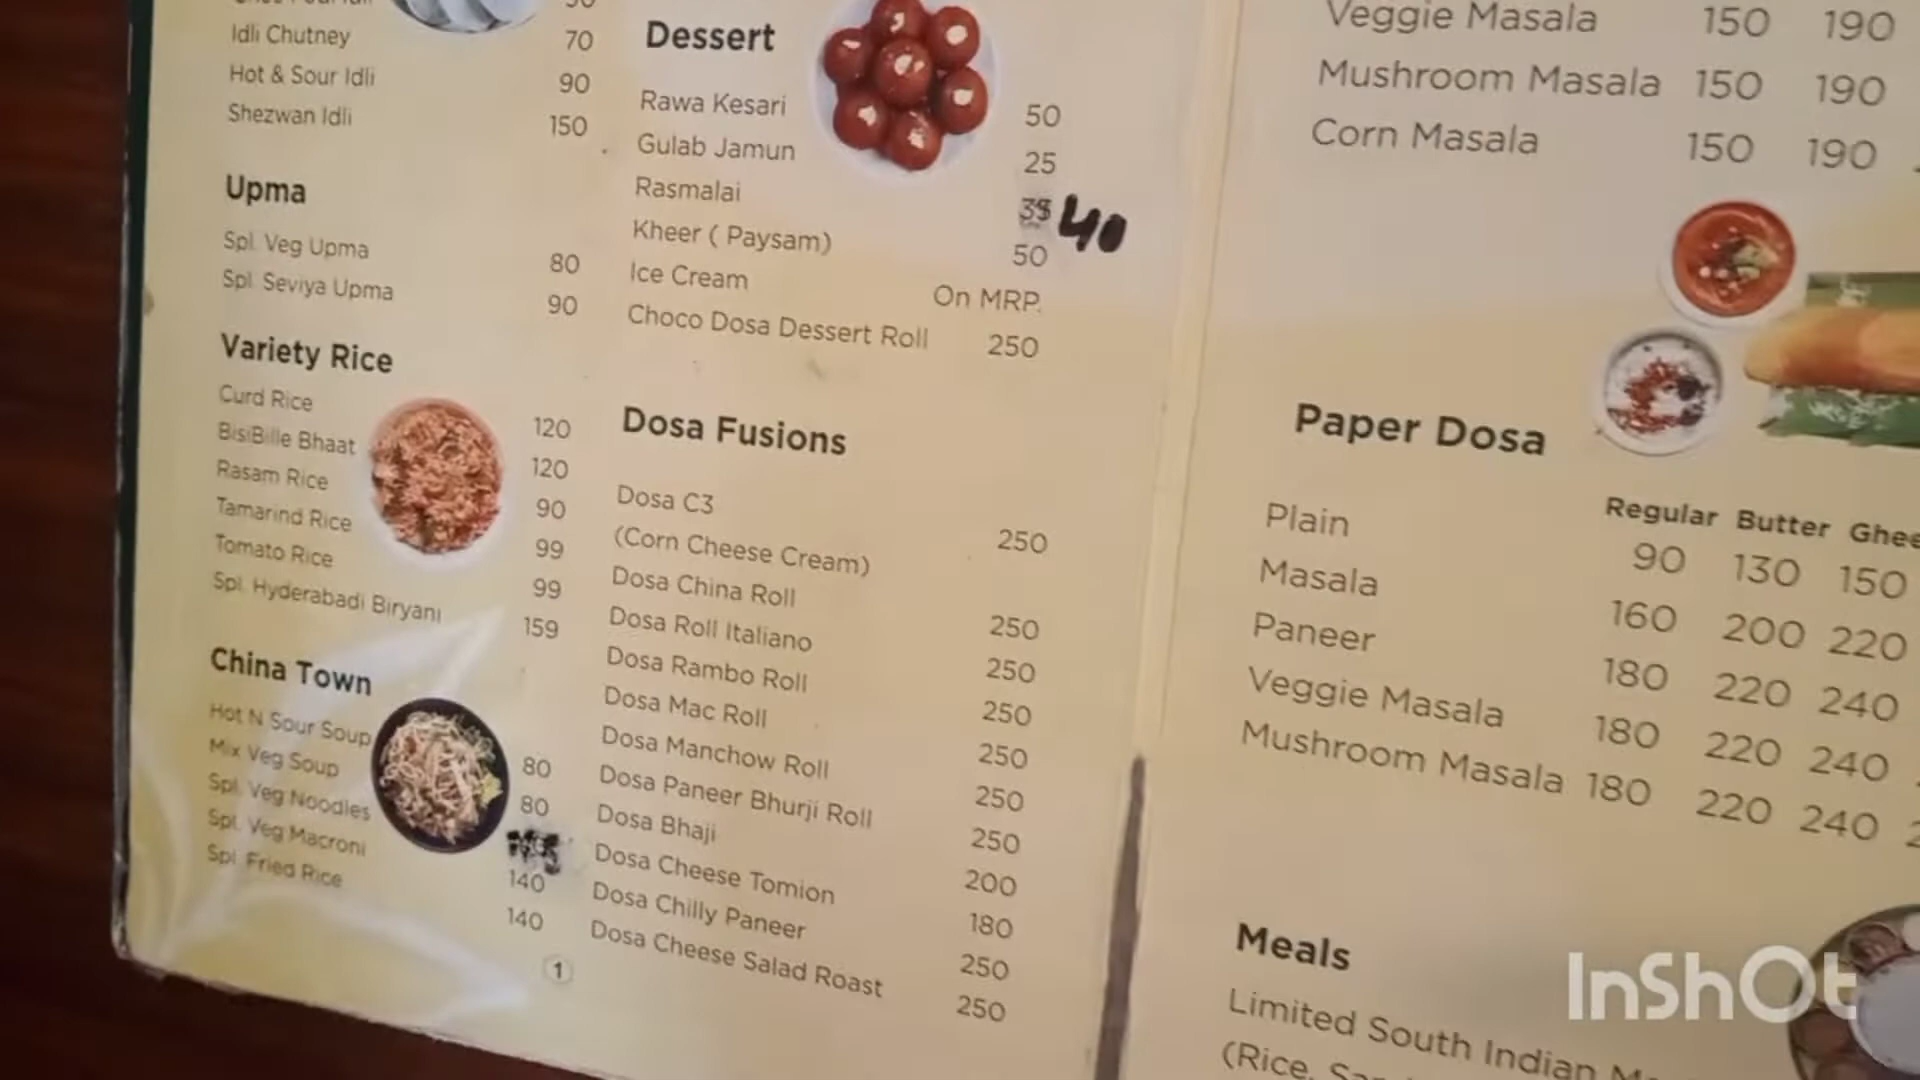 Idli Chutney 70
Hot & Sour Idli 90
Shezwan Idli 150
Upma
Spl. Veg Upma 80
Spl. Seviya Upma 90
Variety Rice
Curd Rice 120
BisiBille Bhaat 120
Rasam Rice 90
Tamarind Rice 99
Tomato Rice 99
Spl. Hyderabadi Biryani 159
China Town
Hot N Sour Soup 80
Mix Veg Soup 80
Spl. Veg Noodles
Spl. Veg Macroni 140
Spl. Fried Rice 140
1
Dessert
Rawa Kesari 50
Gulab Jamun 25
Rasmalai 40
Kheer ( Paysam) 50
Ice Cream On MRP.
Choco Dosa Dessert Roll 250
Dosa Fusions
Dosa C3
(Corn Cheese Cream) 250
Dosa China Roll 250
Dosa Roll Italiano 250
Dosa Rambo Roll 250
Dosa Mac Roll 250
Dosa Manchow Roll 250
Dosa Paneer Bhurji Roll 250
Dosa Bhaji 200
Dosa Cheese Tomion 180
Dosa Chilly Paneer 250
Dosa Cheese Salad Roast 250
Veggie Masala 150 190
Mushroom Masala 150 190
Corn Masala 150 190
Paper Dosa
Regular Butter Ghee
Plain 90 130 150
Masala 160 200 220
Paneer 180 220 240
Veggie Masala 180 220 240
Mushroom Masala 180 220 240
Meals
Limited South Indian
(Rice,
InShOt